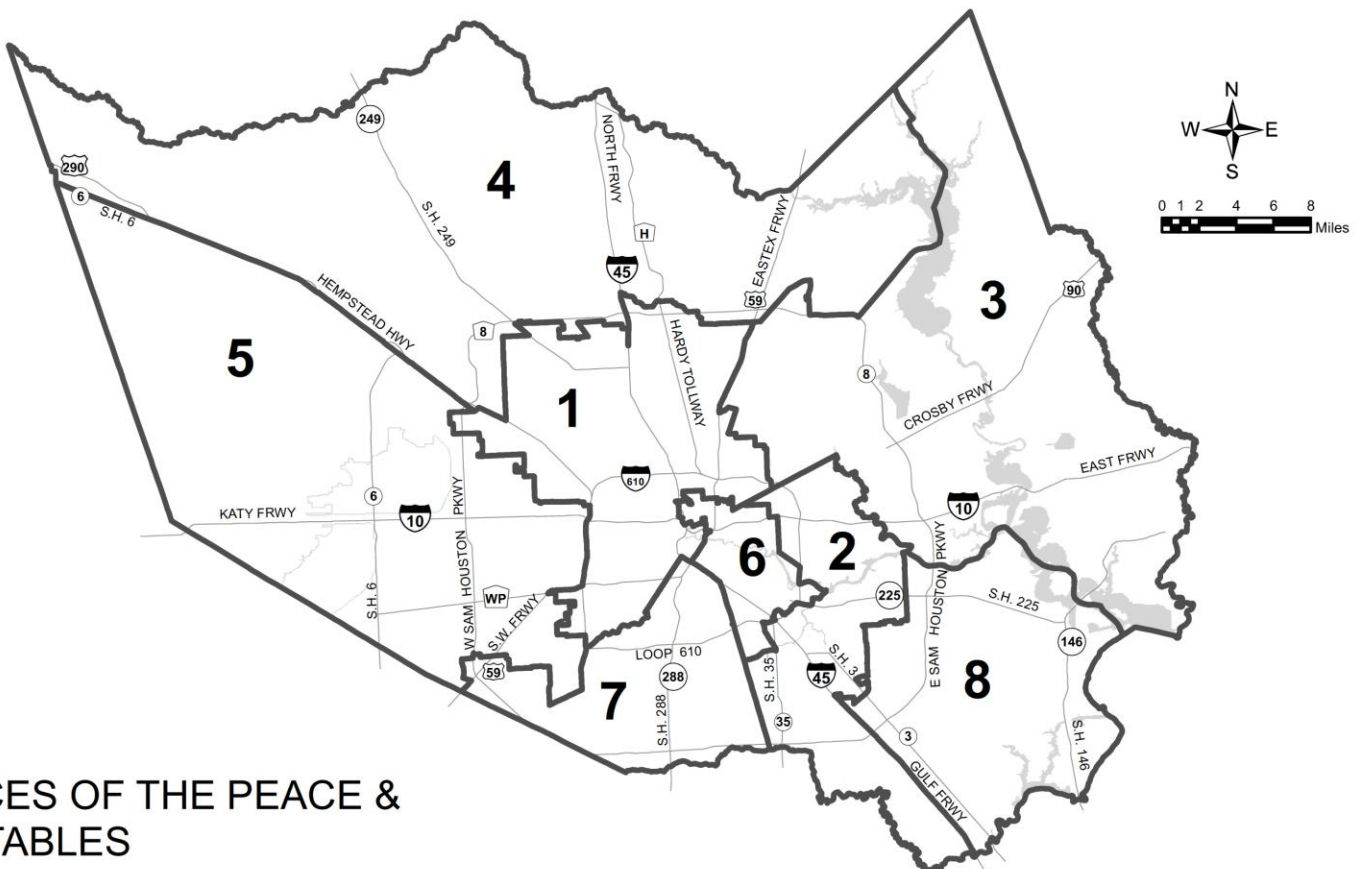 N
W E
S
0 1 2 4 6 8
Miles
249
NORTH FRWY
290
6
S.H. 6
4
S.H. 249
H
45
EASTEX FRWY
59
3
90
HEMPSTEAD HWY
8
5
1
HARDY TOLLWAY
8
CROSBY FRWY
610
EAST FRWY
6
KATY FRWY
10
W SAM HOUSTON PKWY
10
6
2
E SAM HOUSTON PKWY
S.H. 6
WP
S.W. FRWY
225
S.H. 225
146
LOOP 610
59
7
288
S.H. 288
S.H. 35
35
45
S.H. 3
3
8
GULF FRWY
S.H. 146
CES OF THE PEACE &
TABLES